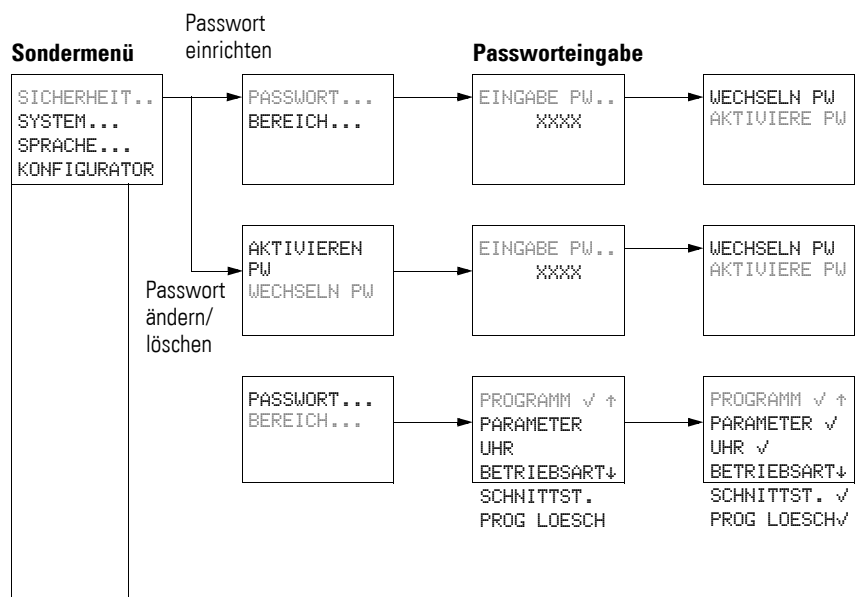 Passwort
einrichten
Sondermenü
Passworteingabe
SICHERHEIT..
SYSTEM...
SPRACHE...
KONFIGURATOR
PASSWORT...
BEREICH...
EINGABE PW..
XXXX
WECHSELN PW
AKTIVIERE PW
Passwort
ändern/
löschen
AKTIVIEREN
PW
WECHSELN PW
EINGABE PW..
XXXX
WECHSELN PW
AKTIVIERE PW
PASSWORT...
BEREICH...
PROGRAMM √ ↑
PARAMETER
UHR
BETRIEBSART↓
SCHNITTST.
PROG LOESCH
PROGRAMM √ ↑
PARAMETER √
UHR √
BETRIEBSART↓
SCHNITTST. √
PROG LOESCH√